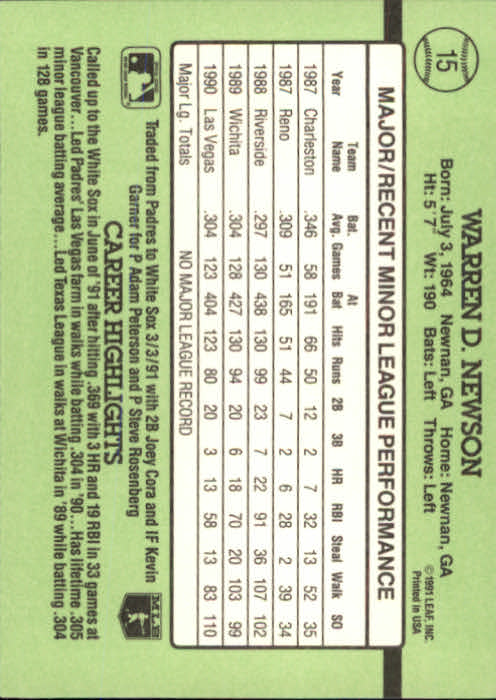 15
WARREN D. NEWSON
©1991 LEAF, INC.
Printed in USA
Born: July 3, 1964 Newnan, GA Home: Newnan, GA
Ht: 5' 7" Wt: 190 Bats: Left Throws: Left
MAJOR/RECENT MINOR LEAGUE PERFORMANCE
Team Bat. At
Year Name Avg. Games Bat Hits Runs 2B 3B HR RBI Steal Walk SO
1987 Charleston .346 58 191 66 50 12 2 7 32 13 52 35
1987 Reno .309 51 165 51 44 7 2 6 28 2 39 34
1988 Riverside .297 130 438 130 99 23 7 22 91 36 107 102
1989 Wichita .304 128 427 130 94 20 6 18 70 20 103 99
1990 Las Vegas .304 123 404 123 80 20 3 13 58 13 83 110
Major Lg. Totals NO MAJOR LEAGUE RECORD
Traded from Padres to White Sox 3/3/91 with 2B Joey Cora and IF Kevin
Garner for P Adam Peterson and P Steve Rosenberg
MLB
CAREER HIGHLIGHTS
Called up to the White Sox in June of '91 after hitting .369 with 3 HR and 19 RBI in 33 games at
Vancouver...Led Padres' Las Vegas farm in walks while batting .304 in '90...Has lifetime .305
minor league batting average...Led Texas League in walks at Wichita in '89 while batting .304
in 128 games.